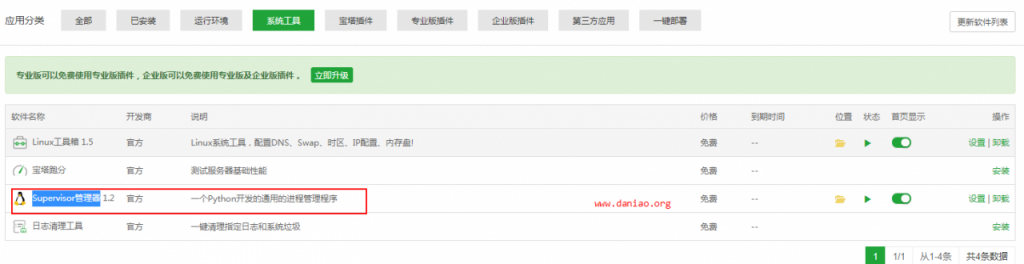 应用分类 全部 已安装 运行环境 系统工具 宝塔插件 专业版插件 企业版插件 第三方应用 一键部署 更新软件列表
专业版可以免费使用专业版插件，企业版可以免费使用专业版及企业版插件。 立即升级
软件名称 开发商 说明 价格 到期时间 位置 状态 首页显示 操作
Linux工具箱 1.5 官方 Linux系统工具，配置DNS、Swap、时区、IP配置、内存盘! 免费 -- 设置 | 卸载
宝塔跑分 官方 测试服务器基础性能 免费 -- 安装
Supervisor管理器 1.2 官方 一个Python开发的通用的进程管理程序 免费 -- 设置 | 卸载
www.daniao.org
日志清理工具 官方 一键清理指定日志和系统垃圾 免费 -- 安装
1 1/1 从1-4条 共4条数据